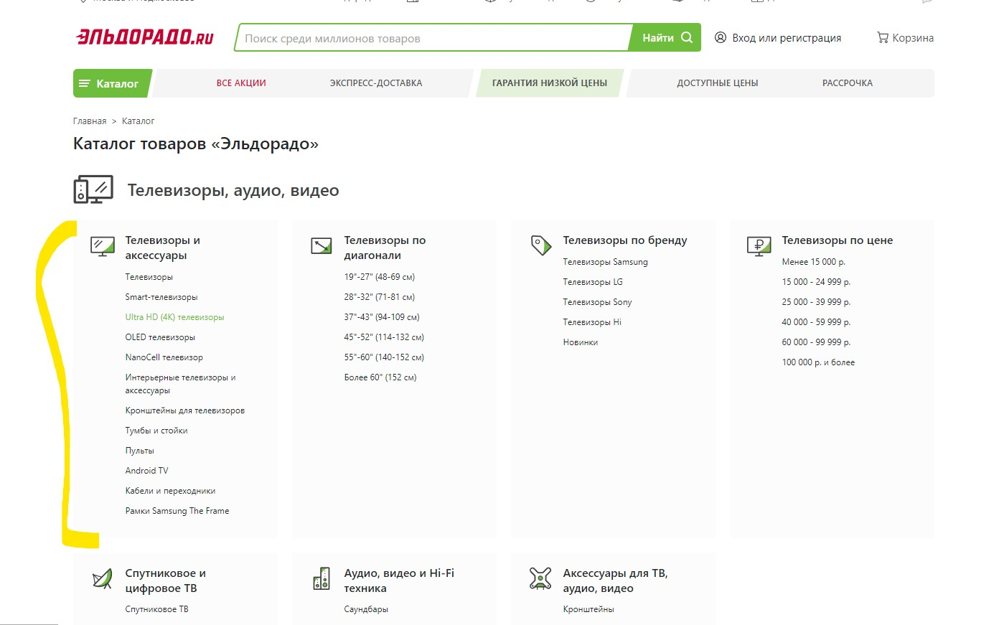 ЭЛЬДОРАДО.RU
Поиск среди миллионов товаров
Найти
Вход или регистрация
Корзина
Каталог
ВСЕ АКЦИИ
ЭКСПРЕСС-ДОСТАВКА
ГАРАНТИЯ НИЗКОЙ ЦЕНЫ
ДОСТУПНЫЕ ЦЕНЫ
РАССРОЧКА
Главная > Каталог
Каталог товаров «Эльдорадо»
Телевизоры, аудио, видео
Телевизоры и
аксессуары
Телевизоры
Smart-телевизоры
Ultra HD (4K) телевизоры
OLED телевизоры
NanoCell телевизор
Интерьерные телевизоры и
аксессуары
Кронштейны для телевизоров
Тумбы и стойки
Пульты
Android TV
Кабели и переходники
Рамки Samsung The Frame
Телевизоры по
диагонали
19"-27" (48-69 см)
28"-32" (71-81 см)
37"-43" (94-109 см)
45"-52" (114-132 см)
55"-60" (140-152 см)
Более 60" (152 см)
Телевизоры по бренду
Телевизоры Samsung
Телевизоры LG
Телевизоры Sony
Телевизоры Hi
Новинки
Телевизоры по цене
Менее 15 000 р.
15 000 - 24 999 р.
25 000 - 39 999 р.
40 000 - 59 999 р.
60 000 - 99 999 р.
100 000 р. и более
Спутниковое и
цифровое ТВ
Спутниковое ТВ
Аудио, видео и Hi-Fi
техника
Саундбары
Аксессуары для ТВ,
аудио, видео
Кронштейны